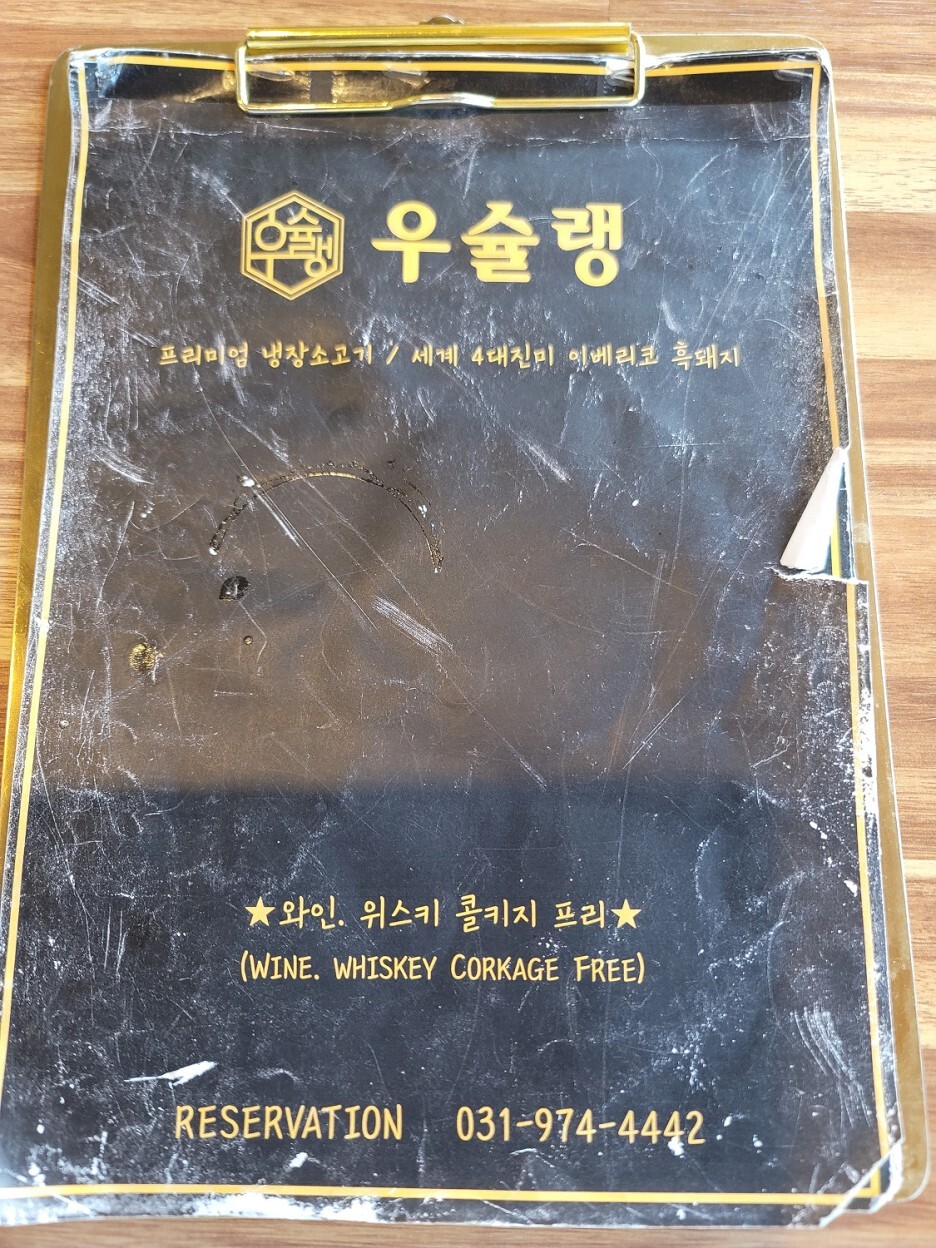 우슐랭 우슐랭
프리미엄 냉장소고기 / 세계 4대진미 이베리코 흑돼지
★와인. 위스키 콜키지 프리★
(WINE. WHISKEY CORKAGE FREE)
RESERVATION 031-974-4442